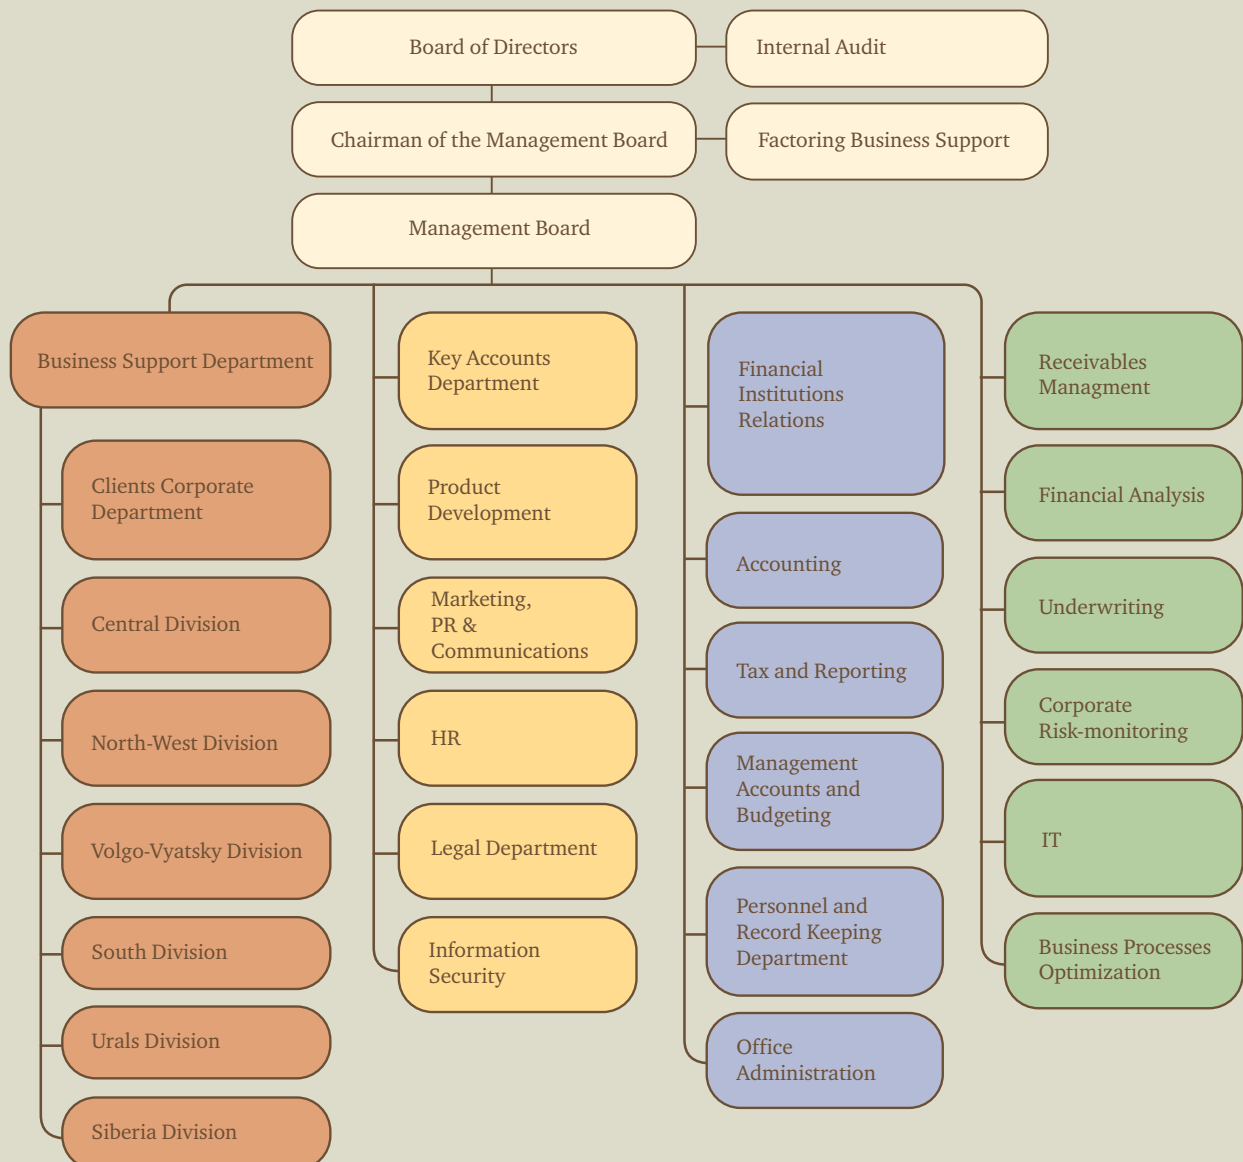 Board of Directors
Internal Audit
Chairman of the Management Board
Factoring Business Support
Management Board
Business Support Department
Clients Corporate
Department
Central Division
North-West Division
Volgo-Vyatsky Division
South Division
Urals Division
Siberia Division
Key Accounts
Department
Product
Development
Marketing,
PR &
Communications
HR
Legal Department
Information
Security
Financial
Institutions
Relations
Accounting
Tax and Reporting
Management
Accounts and
Budgeting
Personnel and
Record Keeping
Department
Office
Administration
Receivables
Managment
Financial Analysis
Underwriting
Corporate
Risk-monitoring
IT
Business Processes
Optimization